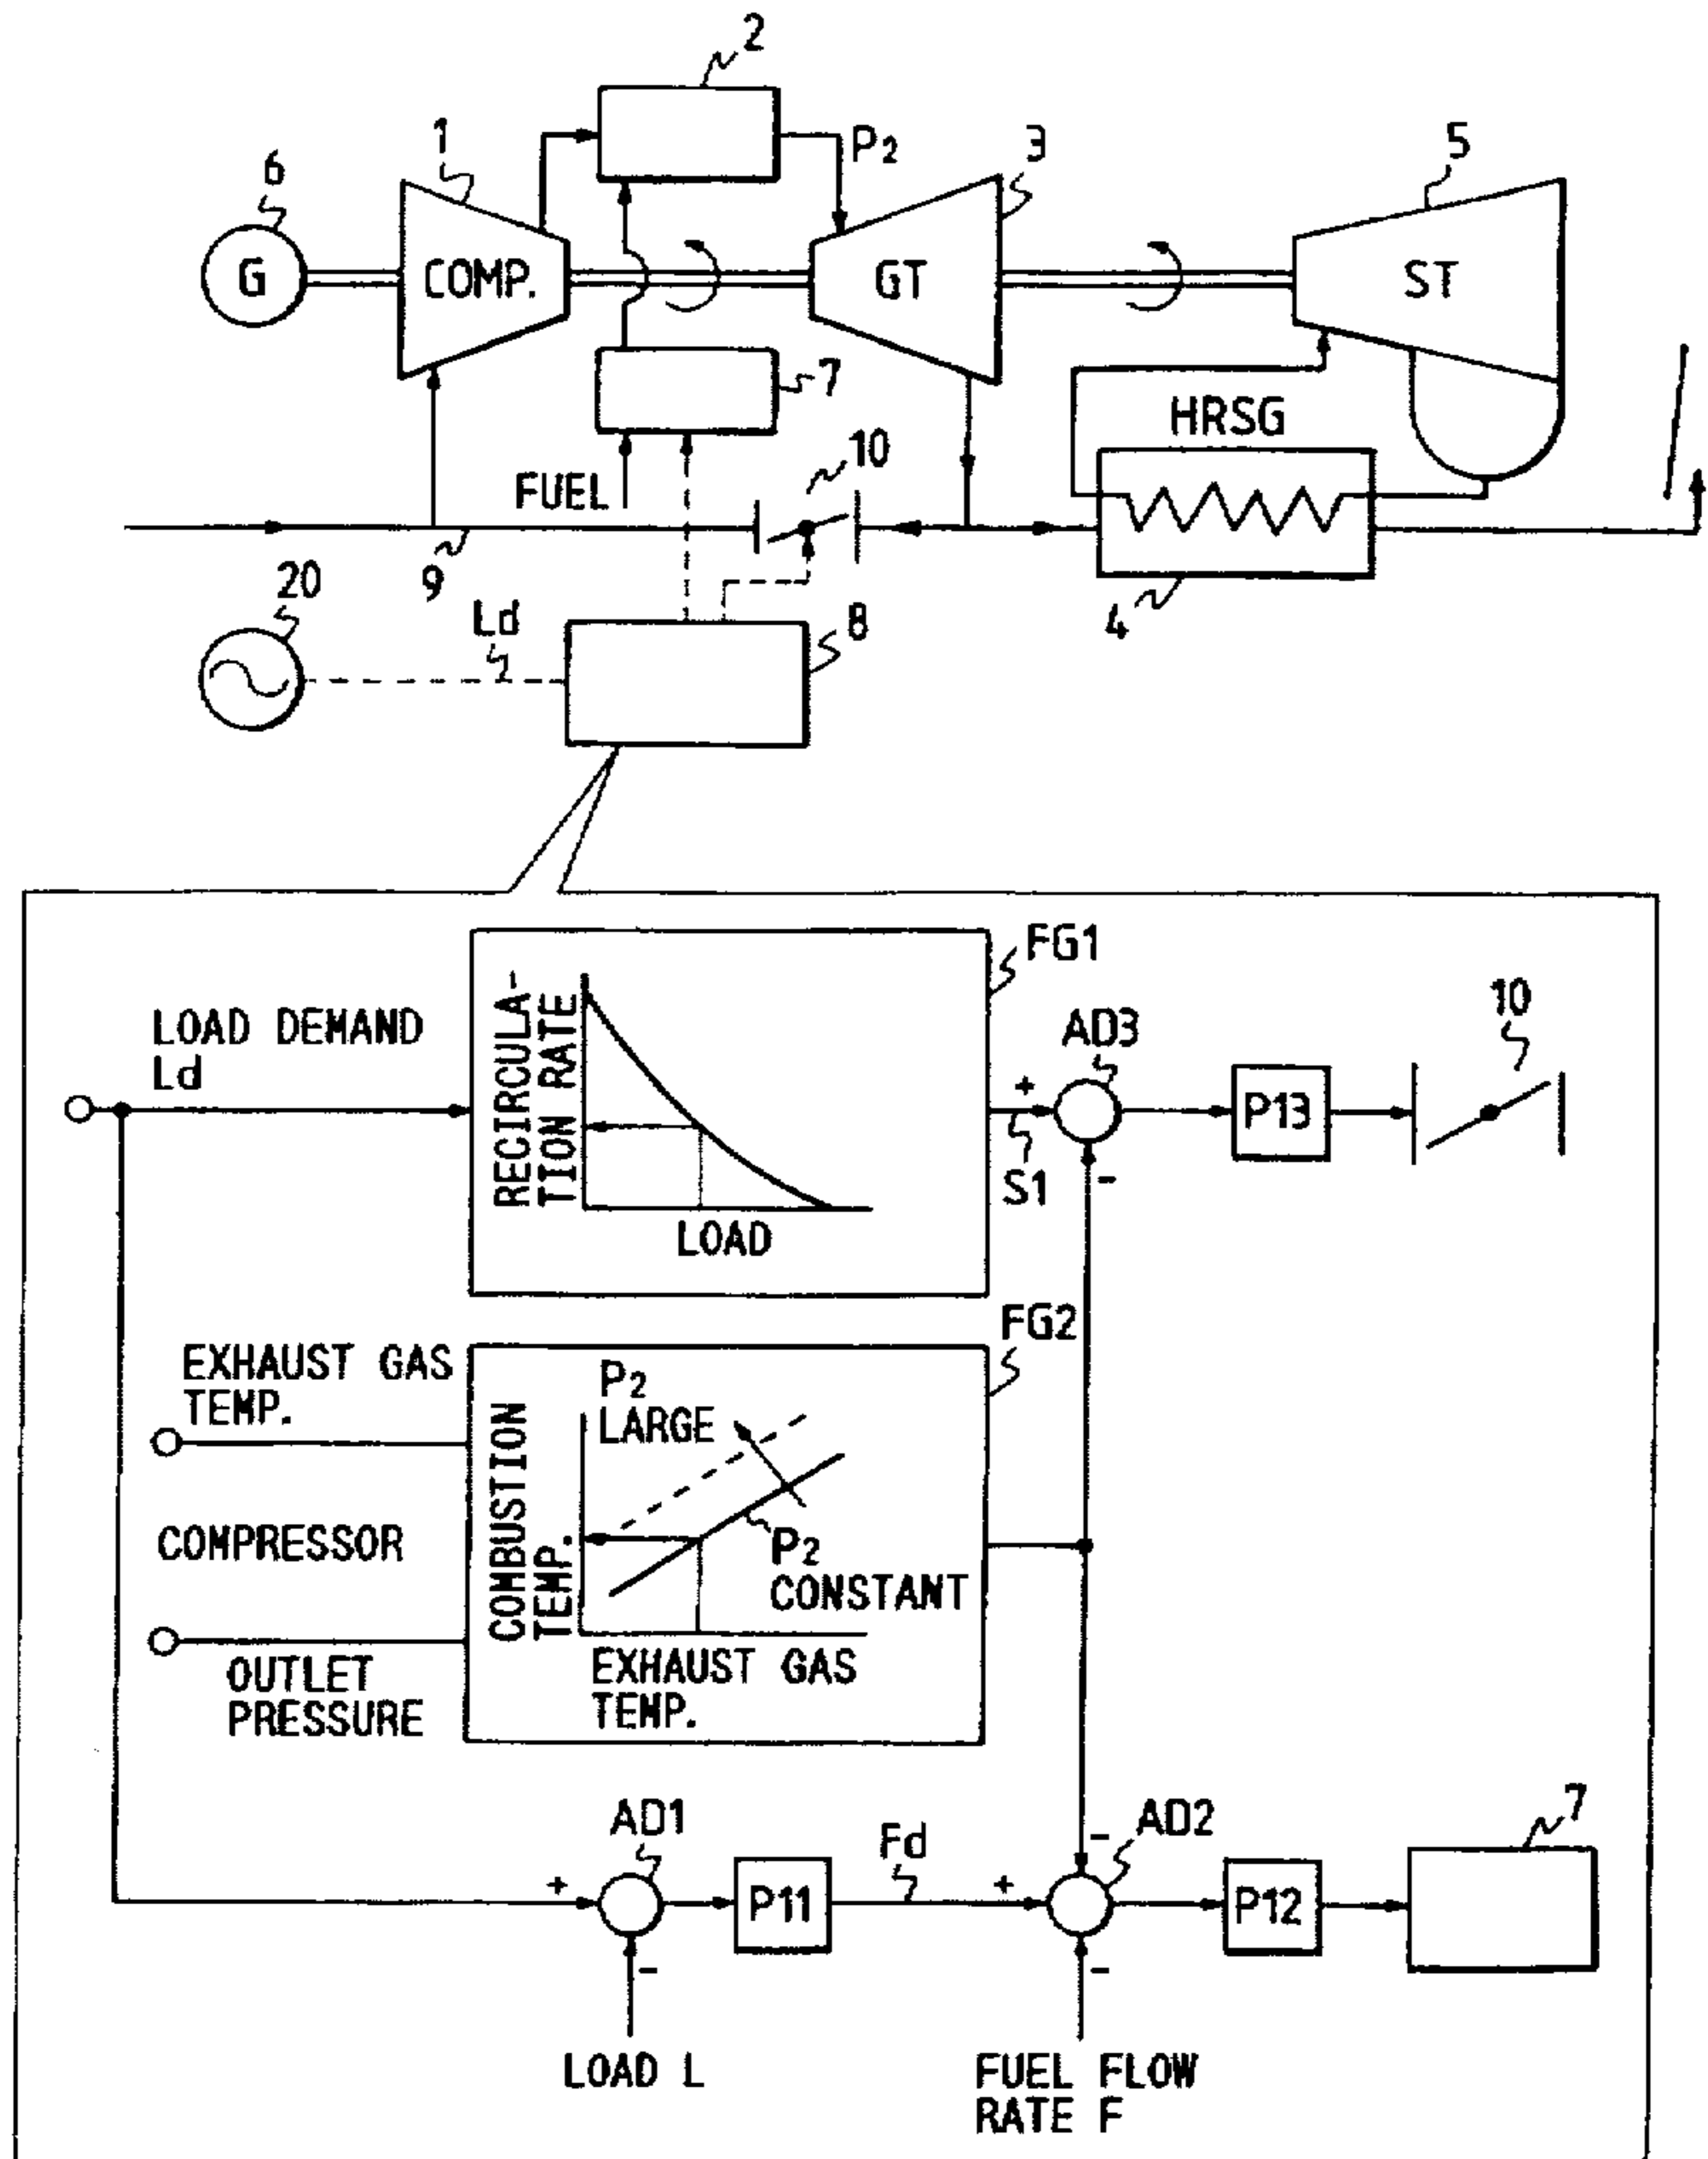 2
1
P2
3
5
6
G
COMP.
GT
ST
7
HRSG
10
FUEL
20
9
Ld
8
4
FG1
RECIRCULA-
TION RATE
LOAD DEMAND
Ld
AD3
10
+
P13
S1
-
LOAD
FG2
EXHAUST GAS
TEMP.
P2
LARGE
COMBUSTION
TEMP.
COMPRESSOR
P2
CONSTANT
OUTLET
PRESSURE
EXHAUST GAS
TEMP.
AD1
Fd
-
AD2
7
+
P11
+
P12
-
-
LOAD L
FUEL FLOW
RATE F